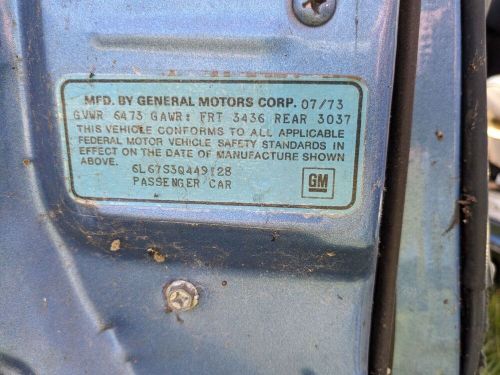 MFD. BY GENERAL MOTORS CORP. 07/73
GVWR 6473 GAWR: FRT 3436 REAR 3037
THIS VEHICLE CONFORMS TO ALL APPLICABLE
FEDERAL MOTOR VEHICLE SAFETY STANDARDS IN
EFFECT ON THE DATE OF MANUFACTURE SHOWN
ABOVE.
6L67S3Q449128
PASSENGER CAR
GM